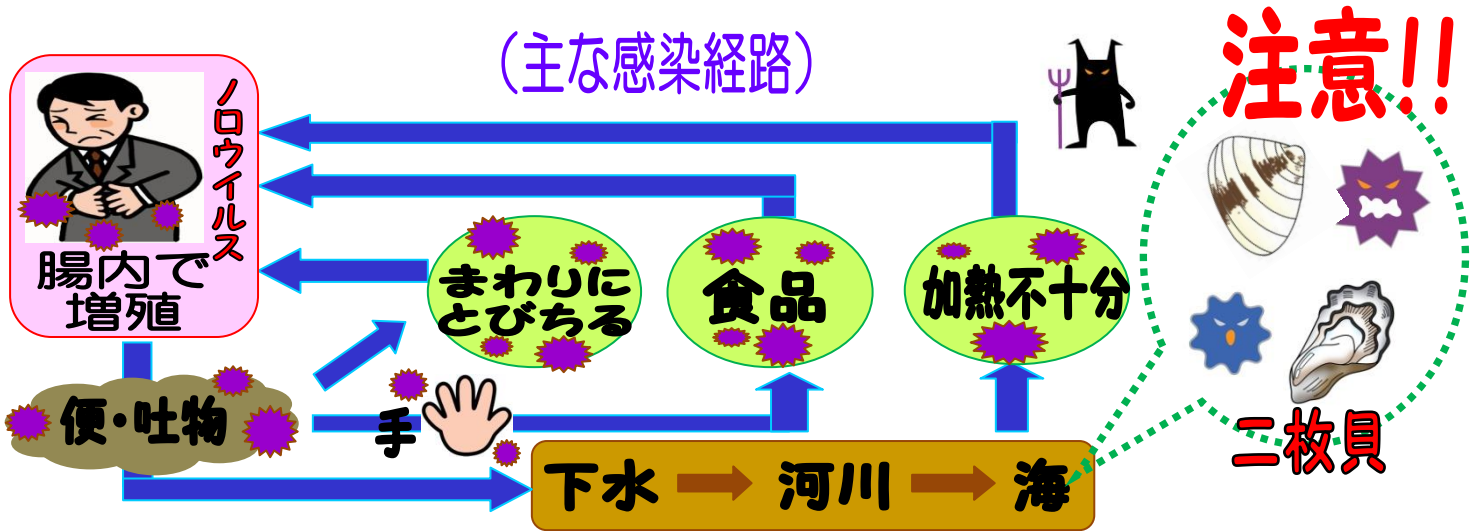 （主な感染経路）
注意!!
ノロウイルス
腸内で
増殖
まわりに
とびちる
食品
加熱不十分
便・吐物
手
下水
河川
海
二枚貝